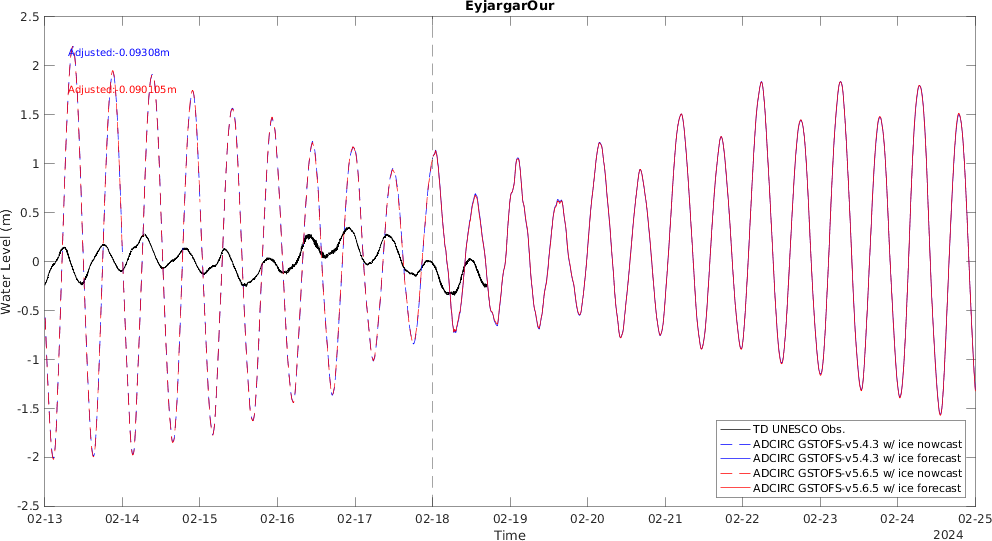 EyjargarOur
Adjusted:-0.09308m
Adjusted:-0.090105m
Water Level (m)
2.5
2
1.5
1
0.5
0
-0.5
-1
-1.5
-2
-2.5
TD UNESCO Obs.
ADCIRC GSTOFS-v5.4.3 w/ ice nowcast
ADCIRC GSTOFS-v5.4.3 w/ ice forecast
ADCIRC GSTOFS-v5.6.5 w/ ice nowcast
ADCIRC GSTOFS-v5.6.5 w/ ice forecast
02-13 02-14 02-15 02-16 02-17 02-18 02-19 02-20 02-21 02-22 02-23 02-24 02-25
Time
2024